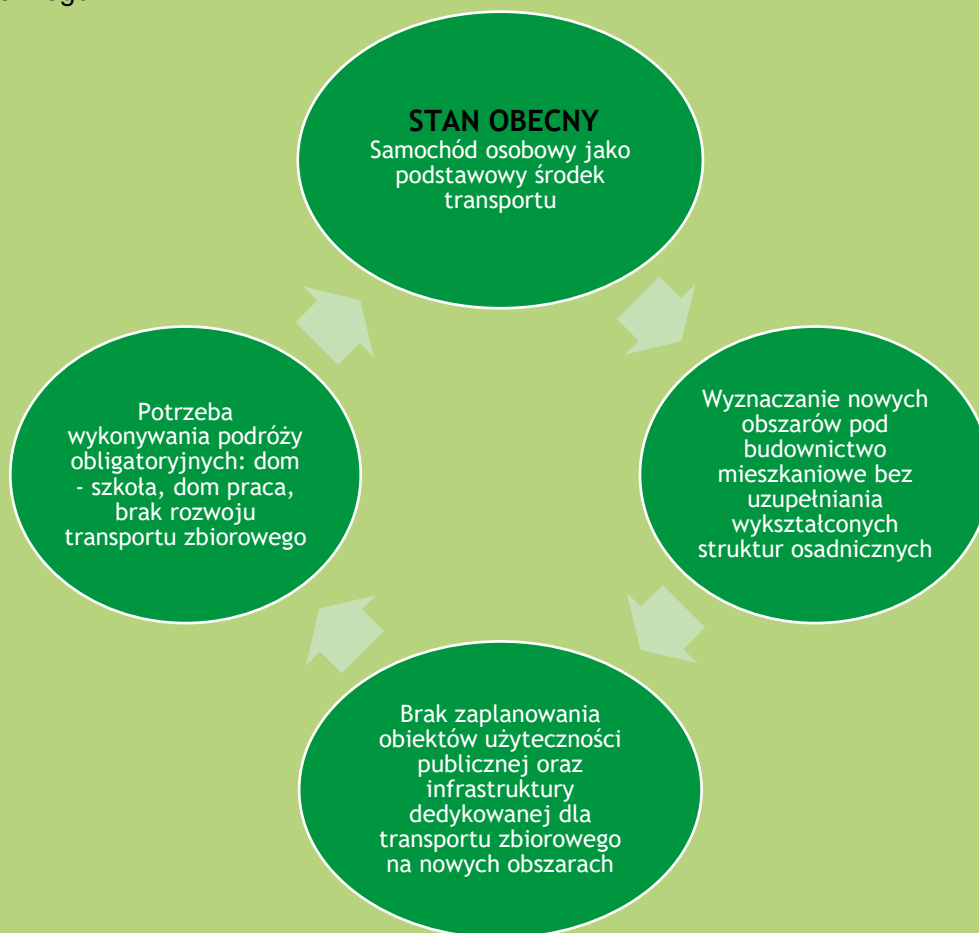 STAN OBECNY
Samochód osobowy jako
podstawowy środek
transportu
Wyznaczanie nowych
obszarów pod
budownictwo
mieszkaniowe bez
uzupełniania
wykształconych
struktur osadnicznych
Brak zaplanowania
obiektów użyteczności
publicznej oraz
infrastruktury
dedykowanej dla
transportu zbiorowego
na nowych obszarach
Potrzeba
wykonywania podróży
obligatoryjnych: dom
- szkoła, dom praca,
brak rozwoju
transportu zbiorowego